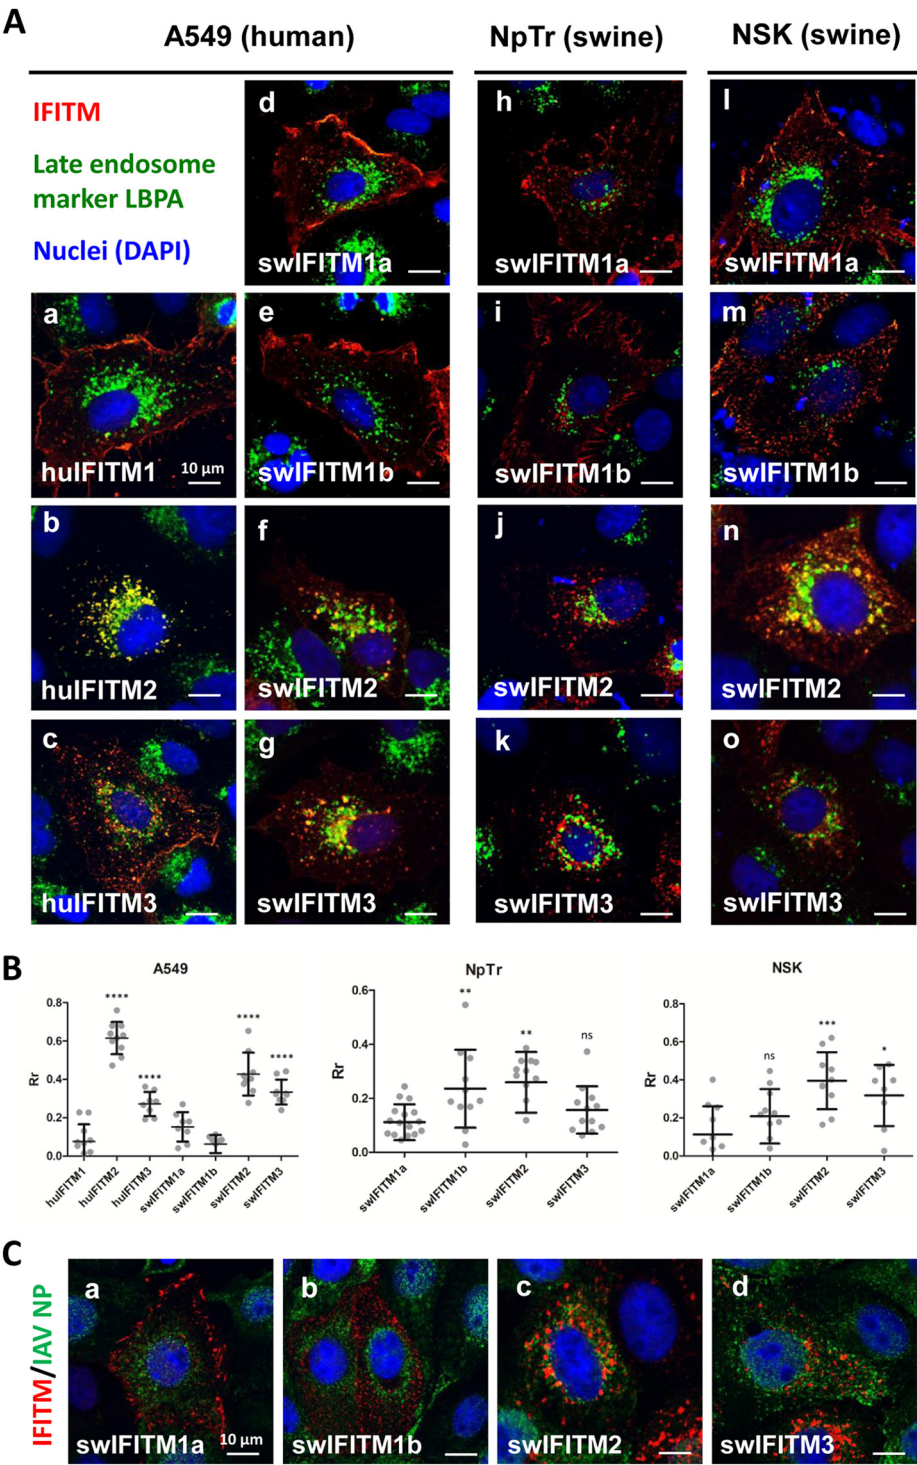 A
A549 (human)
NpTr (swine)
NSK (swine)
IFITM
Late endosome
marker LBPA
Nuclei (DAPI)
d
swIFITM1a
h
swIFITM1a
l
swIFITM1a
a
huIFITM1
10 µm
e
swIFITM1b
i
swIFITM1b
m
swIFITM1b
b
huIFITM2
f
swIFITM2
j
swIFITM2
n
swIFITM2
c
huIFITM3
g
swIFITM3
k
swIFITM3
o
swIFITM3
B
A549
Rr
0.8
0.6
0.4
0.2
0.0
****
****
****
****
huIFITM1
huIFITM2
huIFITM3
swIFITM1a
swIFITM1b
swIFITM2
swIFITM3
NpTr
Rr
0.6
0.4
0.2
0.0
**
**
ns
swIFITM1a
swIFITM1b
swIFITM2
swIFITM3
NSK
Rr
0.8
0.6
0.4
0.2
0.0
ns
***
*
swIFITM1a
swIFITM1b
swIFITM2
swIFITM3
C
IFITM/IAV NP
a
swIFITM1a
10 µm
b
swIFITM1b
c
swIFITM2
d
swIFITM3